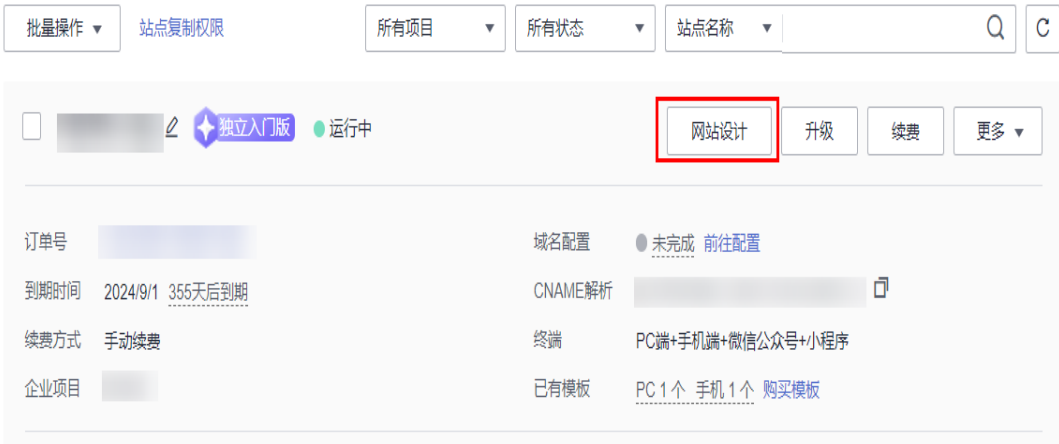 批量操作 站点复制权限 所有项目 所有状态 站点名称
独立入门版 运行中 网站设计 升级 续费 更多
订单号 域名配置 未完成 前往配置
到期时间 2024/9/1 355天后到期 CNAME解析
续费方式 手动续费 终端 PC端+手机端+微信公众号+小程序
企业项目 已有模板 PC 1 个 手机 1 个 购买模板